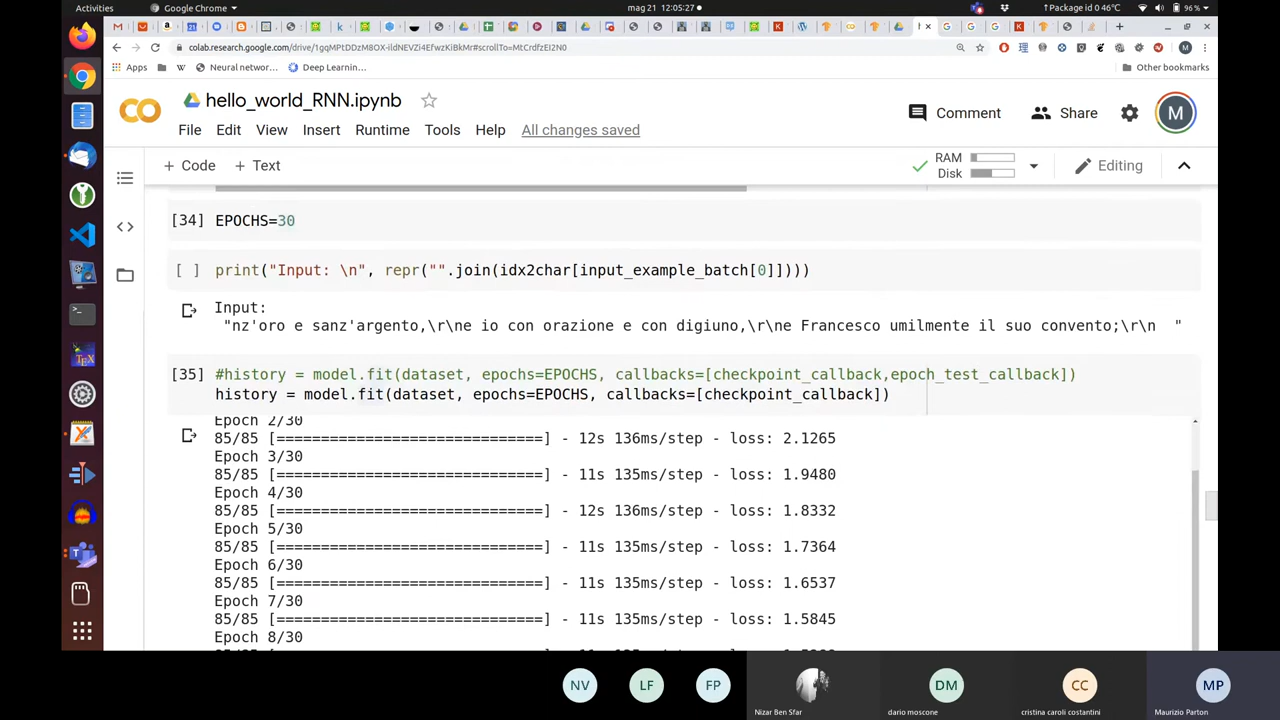 Activities
Google Chrome
mag 21 12:05:27
Package id 0 46°C
96%
colab.research.google.com/drive/1gqMPtDDzM8OX-ildNEVZi4EfwzKiBkMr#scrollTo=MtCrdfzEI2N0
Apps
W
Neural networ...
Deep Learnin...
Other bookmarks
hello_world_RNN.ipynb
Comment
Share
M
File Edit View Insert Runtime Tools Help All changes saved
+ Code + Text
RAM
Disk
Editing
[34] EPOCHS=30
[ ] print("Input: \n", repr("".join(idx2char[input_example_batch[0]])))
Input:
"nz'oro e sanz'argento,\r\ne io con orazione e con digiuno,\r\ne Francesco umilmente il suo convento;\r\n "
[35] #history = model.fit(dataset, epochs=EPOCHS, callbacks=[checkpoint_callback,epoch_test_callback])
history = model.fit(dataset, epochs=EPOCHS, callbacks=[checkpoint_callback])
Epoch 2/30
85/85 [==============================] - 12s 136ms/step - loss: 2.1265
Epoch 3/30
85/85 [==============================] - 11s 135ms/step - loss: 1.9480
Epoch 4/30
85/85 [==============================] - 12s 136ms/step - loss: 1.8332
Epoch 5/30
85/85 [==============================] - 11s 135ms/step - loss: 1.7364
Epoch 6/30
85/85 [==============================] - 11s 135ms/step - loss: 1.6537
Epoch 7/30
85/85 [==============================] - 11s 135ms/step - loss: 1.5845
Epoch 8/30
NV
LF
FP
Nizar Ben Sfar
DM
dario moscone
CC
cristina caroli costantini
MP
Maurizio Parton